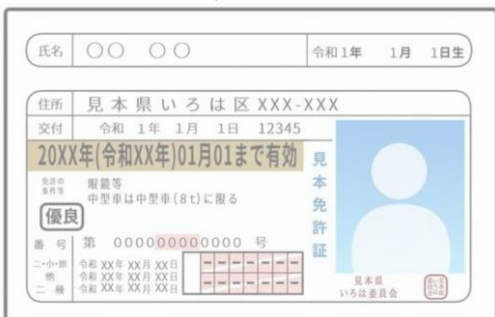 氏名 ○○ ○○ 令和1年 1月 1日生
住所 見本県いろは区XXX-XXX
交付 令和 1年 1月 1日 12345
20XX年(令和XX年)01月01まで有効
免許の
条件等
眼鏡等
中型車は中型車(8t)に限る
優良
番号 第 000000000000 号
二・小・原 令和XX年 XX月 XX日
他 令和XX年 XX月 XX日
二種 令和XX年 XX月 XX日
見本免許証
見本県
いろは委員会